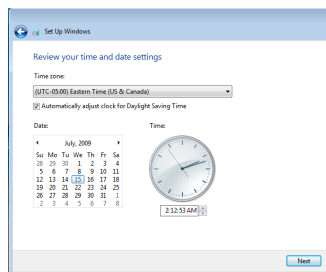 Set Up Windows
Review your time and date settings
Time zone:
(UTC-05:00) Eastern Time (US & Canada)
Automatically adjust clock for Daylight Saving Time
Date:
Time:
July, 2009
Su Mo Tu We Th Fr Sa
28 29 30 1 2 3 4
5 6 7 8 9 10 11
12 13 14 15 16 17 18
19 20 21 22 23 24 25
26 27 28 29 30 31 1
2 3 4 5 6 7 8
2:12:53 AM
Next